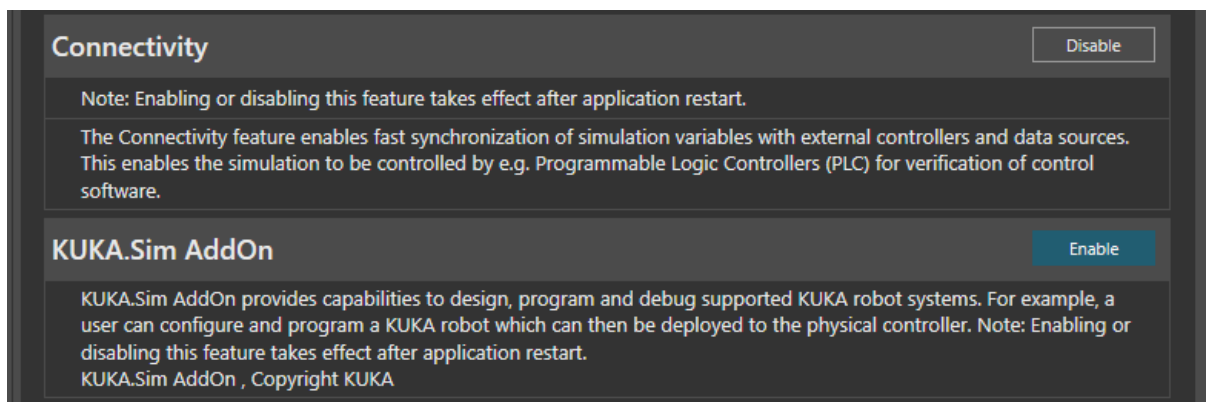 Connectivity
Disable
Note: Enabling or disabling this feature takes effect after application restart.
The Connectivity feature enables fast synchronization of simulation variables with external controllers and data sources.
This enables the simulation to be controlled by e.g. Programmable Logic Controllers (PLC) for verification of control
software.
KUKA.Sim AddOn
Enable
KUKA.Sim AddOn provides capabilities to design, program and debug supported KUKA robot systems. For example, a
user can configure and program a KUKA robot which can then be deployed to the physical controller. Note: Enabling or
disabling this feature takes effect after application restart.
KUKA.Sim AddOn , Copyright KUKA